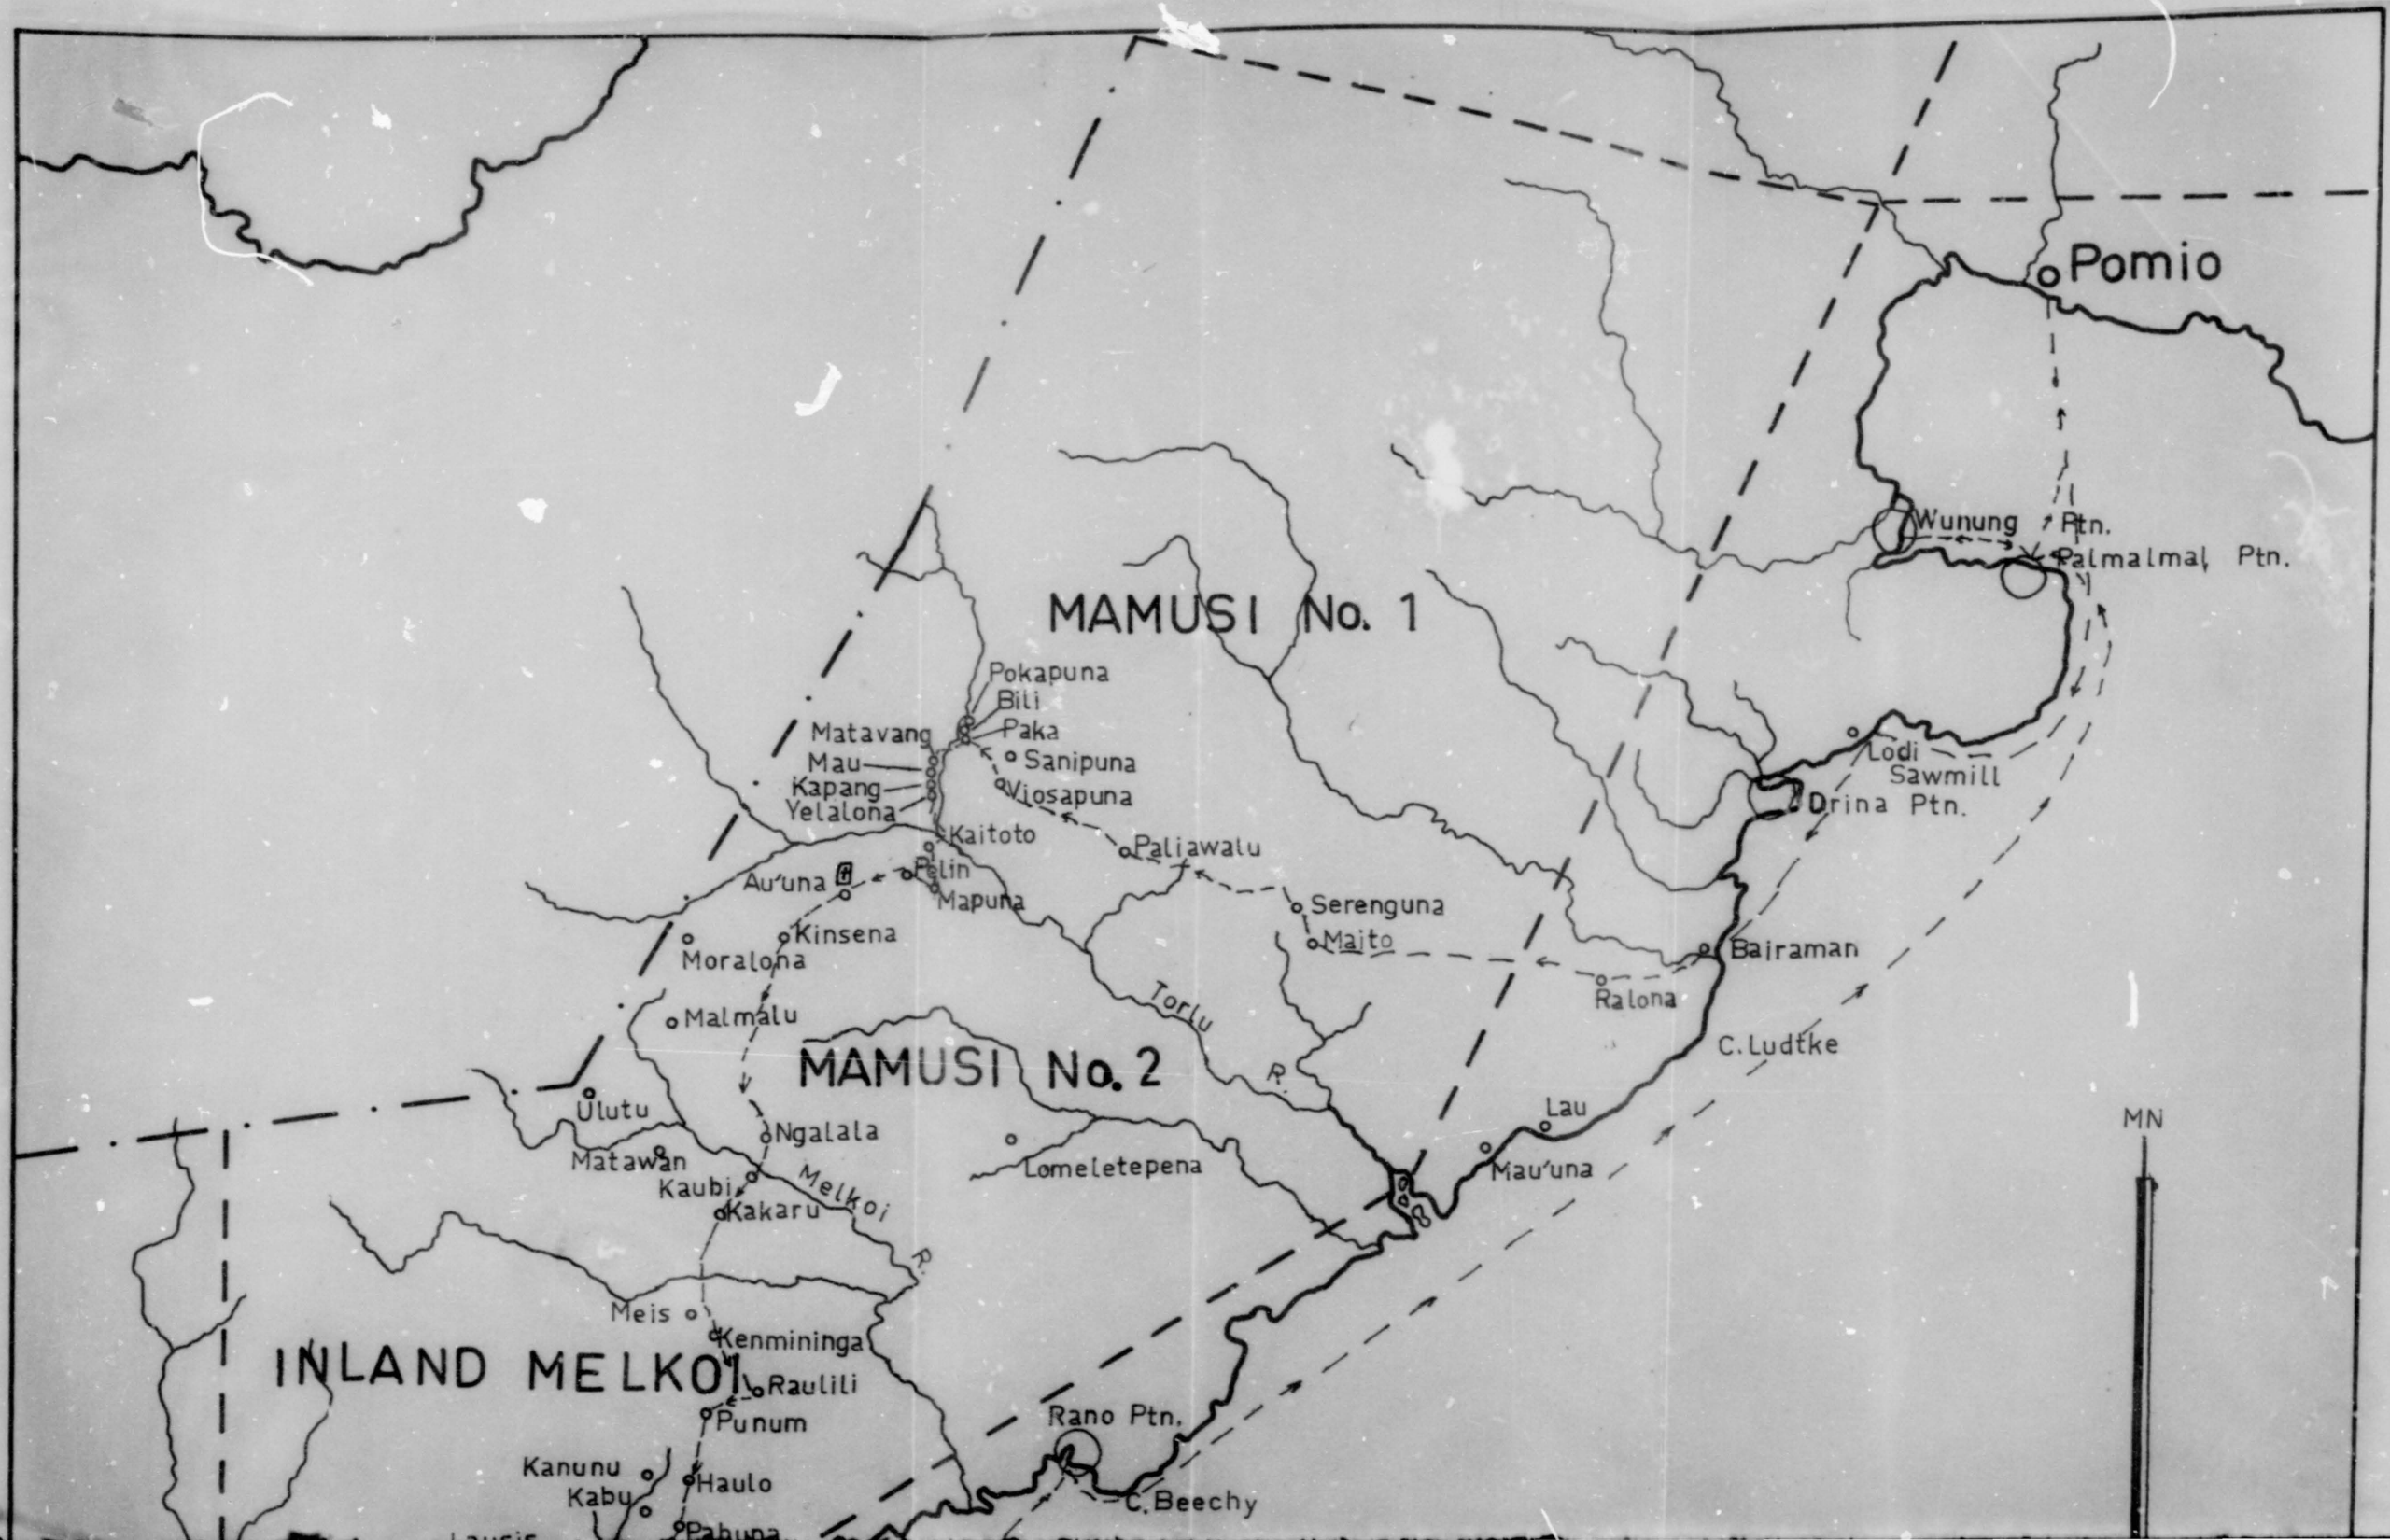 Pomio
Wunung Ptn.
Palmalmal, Ptn.
MAMUSI No. 1
Pokapuna
Bili
Matavang
Paka
Mau
Sanipuna
Lodi
Sawmill
Kapang
Viosapuna
Yelalona
Drina Ptn.
Kaitoto
Paliawalu
Au'una
Pelin
Mapuna
Serenguna
Kinsena
Maito
Bairaman
Moralona
Ralona
Torlu R.
Malmalu
C. Ludtke
MAMUSI No. 2
Ulutu
Lau
MN
Ngalala
Matawan
Lomeletepena
Mau'una
Kaubi
Melkoi R.
Kakaru
Meis
Kenmininga
INLAND MELKOI
Raulili
Punum
Rano Ptn.
Kanunu
Haulo
Kabu
C. Beechy
Pahuna